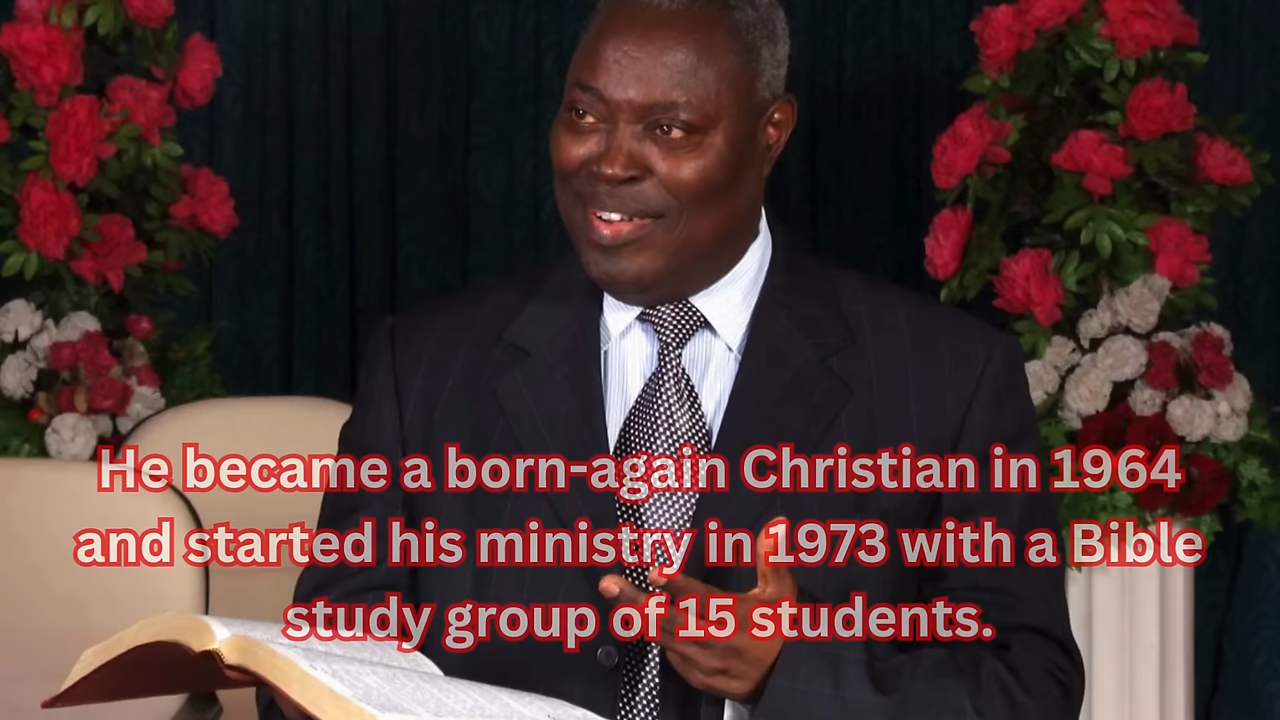 He became a born-again Christian in 1964
and started his ministry in 1973 with a Bible
study group of 15 students.